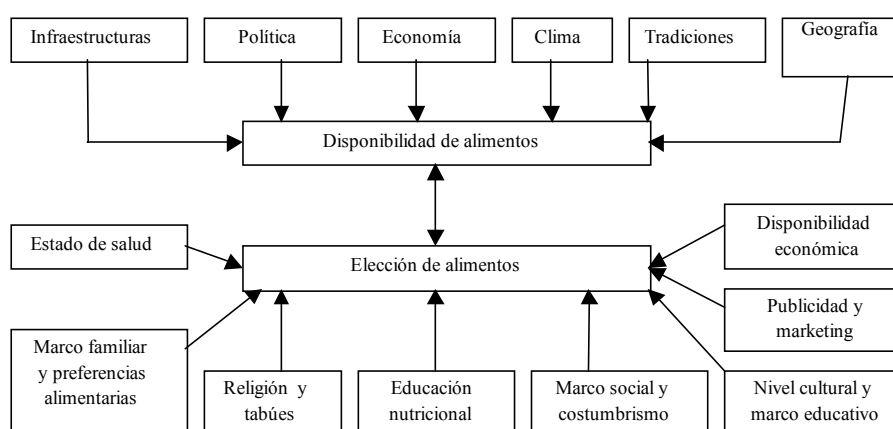 Infraestructuras
Política
Economía
Clima
Tradiciones
Geografía
Disponibilidad de alimentos
Estado de salud
Elección de alimentos
Disponibilidad
económica
Publicidad y
marketing
Marco familiar
y preferencias
alimentarias
Religión y
tabúes
Educación
nutricional
Marco social y
costumbrismo
Nivel cultural y
marco educativo